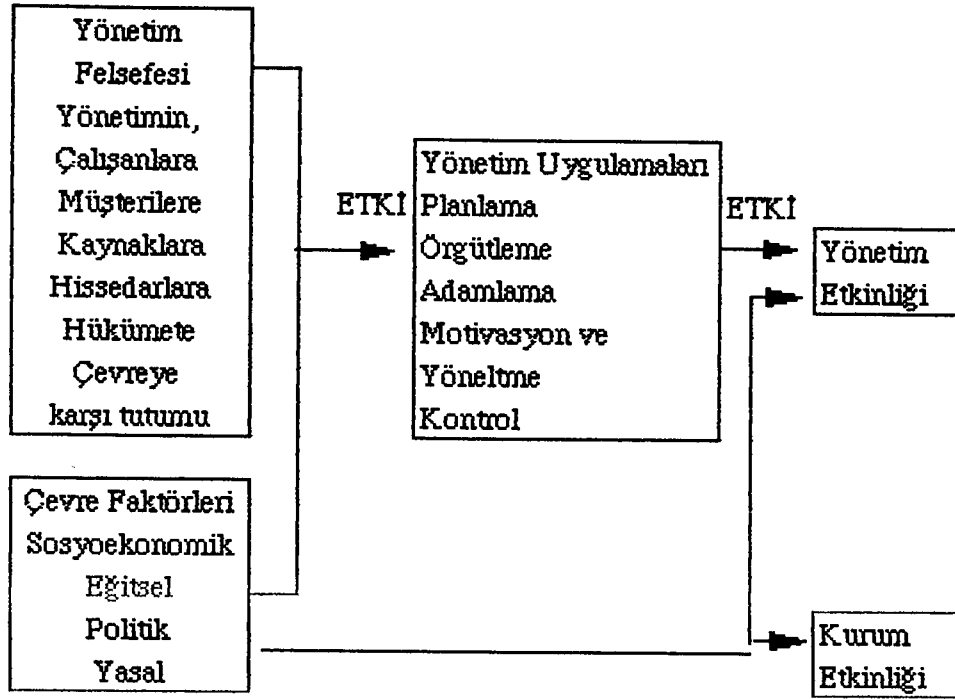 Yönetim
Felsefesi
Yönetimin,
Çalışanlara
Müşterilere
Kaynaklara
Hissedarlara
Hükümete
Çevreye
karşı tutumu
Çevre Faktörleri
Sosyoekonomik
Eğitsel
Politik
Yasal
ETKİ
Yönetim Uygulamaları
Planlama
Örgütleme
Adamlama
Motivasyon ve
Yöneltme
Kontrol
ETKİ
Yönetim
Etkinliği
Kurum
Etkinliği